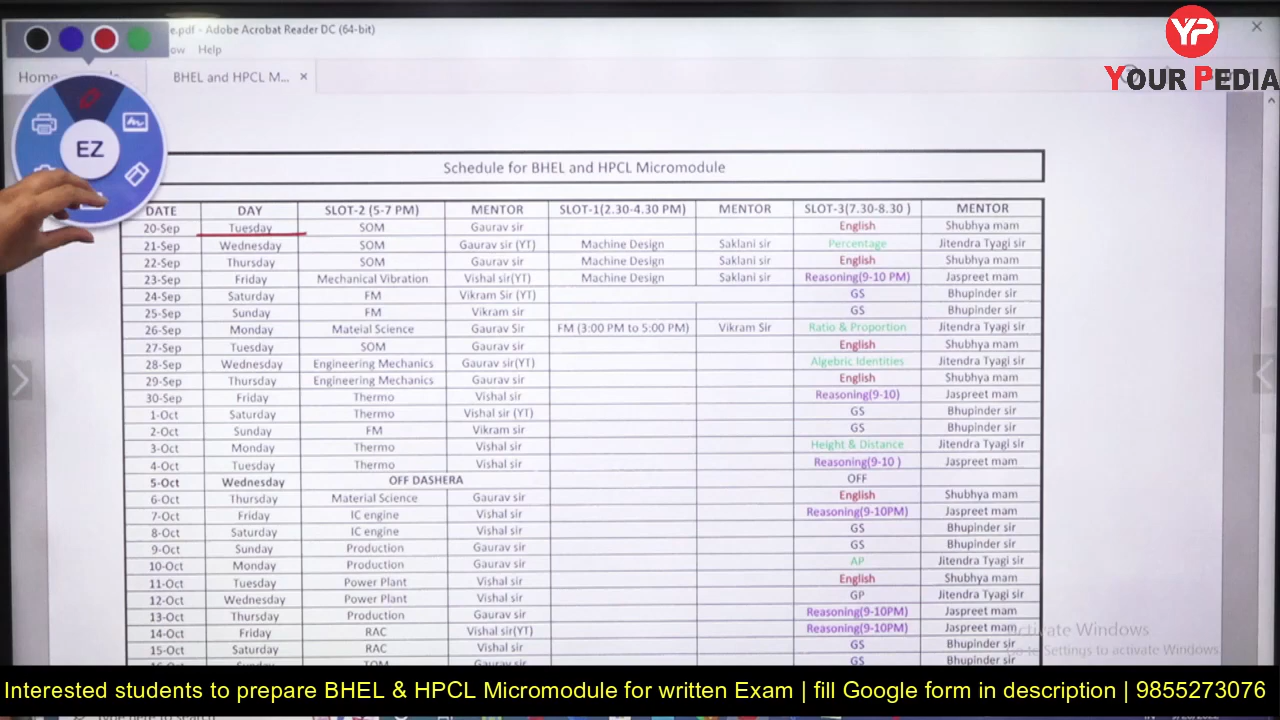 e.pdf - Adobe Acrobat Reader DC (64-bit)
ow Help
Home
BHEL and HPCL M... ×
YP
YOUR PEDIA
EZ
Schedule for BHEL and HPCL Micromodule
DATE DAY SLOT-2 (5-7 PM) MENTOR SLOT-1(2.30-4.30 PM) MENTOR SLOT-3(7.30-8.30 ) MENTOR
20-Sep Tuesday SOM Gaurav sir English Shubhya mam
21-Sep Wednesday SOM Gaurav sir (YT) Machine Design Saklani sir Percentage Jitendra Tyagi sir
22-Sep Thursday SOM Gaurav sir Machine Design Saklani sir English Shubhya mam
23-Sep Friday Mechanical Vibration Vishal sir(YT) Machine Design Saklani sir Reasoning(9-10 PM) Jaspreet mam
24-Sep Saturday FM Vikram Sir (YT) GS Bhupinder sir
25-Sep Sunday FM Vikram sir GS Bhupinder sir
26-Sep Monday Mateial Science Gaurav Sir FM (3:00 PM to 5:00 PM) Vikram Sir Ratio & Proportion Jitendra Tyagi sir
27-Sep Tuesday SOM Gaurav sir English Shubhya mam
28-Sep Wednesday Engineering Mechanics Gaurav sir(YT) Algebric Identities Jitendra Tyagi sir
29-Sep Thursday Engineering Mechanics Gaurav sir English Shubhya mam
30-Sep Friday Thermo Vishal sir Reasoning(9-10) Jaspreet mam
1-Oct Saturday Thermo Vishal sir (YT) GS Bhupinder sir
2-Oct Sunday FM Vikram sir GS Bhupinder sir
3-Oct Monday Thermo Vishal sir Height & Distance Jitendra Tyagi sir
4-Oct Tuesday Thermo Vishal sir Reasoning(9-10 ) Jaspreet mam
5-Oct Wednesday OFF DASHERA OFF
6-Oct Thursday Material Science Gaurav sir English Shubhya mam
7-Oct Friday IC engine Vishal sir Reasoning(9-10PM) Jaspreet mam
8-Oct Saturday IC engine Vishal sir GS Bhupinder sir
9-Oct Sunday Production Gaurav sir GS Bhupinder sir
10-Oct Monday Production Gaurav sir AP Jitendra Tyagi sir
11-Oct Tuesday Power Plant Vishal sir English Shubhya mam
12-Oct Wednesday Power Plant Vishal sir GP Jitendra Tyagi sir
13-Oct Thursday Production Gaurav sir Reasoning(9-10PM) Jaspreet mam
14-Oct Friday RAC Vishal sir(YT) Reasoning(9-10PM) Jaspreet mam
15-Oct Saturday RAC Vishal sir GS Bhupinder sir
TOM Gaurav sir GS Bhupinder sir
Activate Windows
Go to Settings to activate Windows.
Interested students to prepare BHEL & HPCL Micromodule for written Exam | fill Google form in description | 9855273076